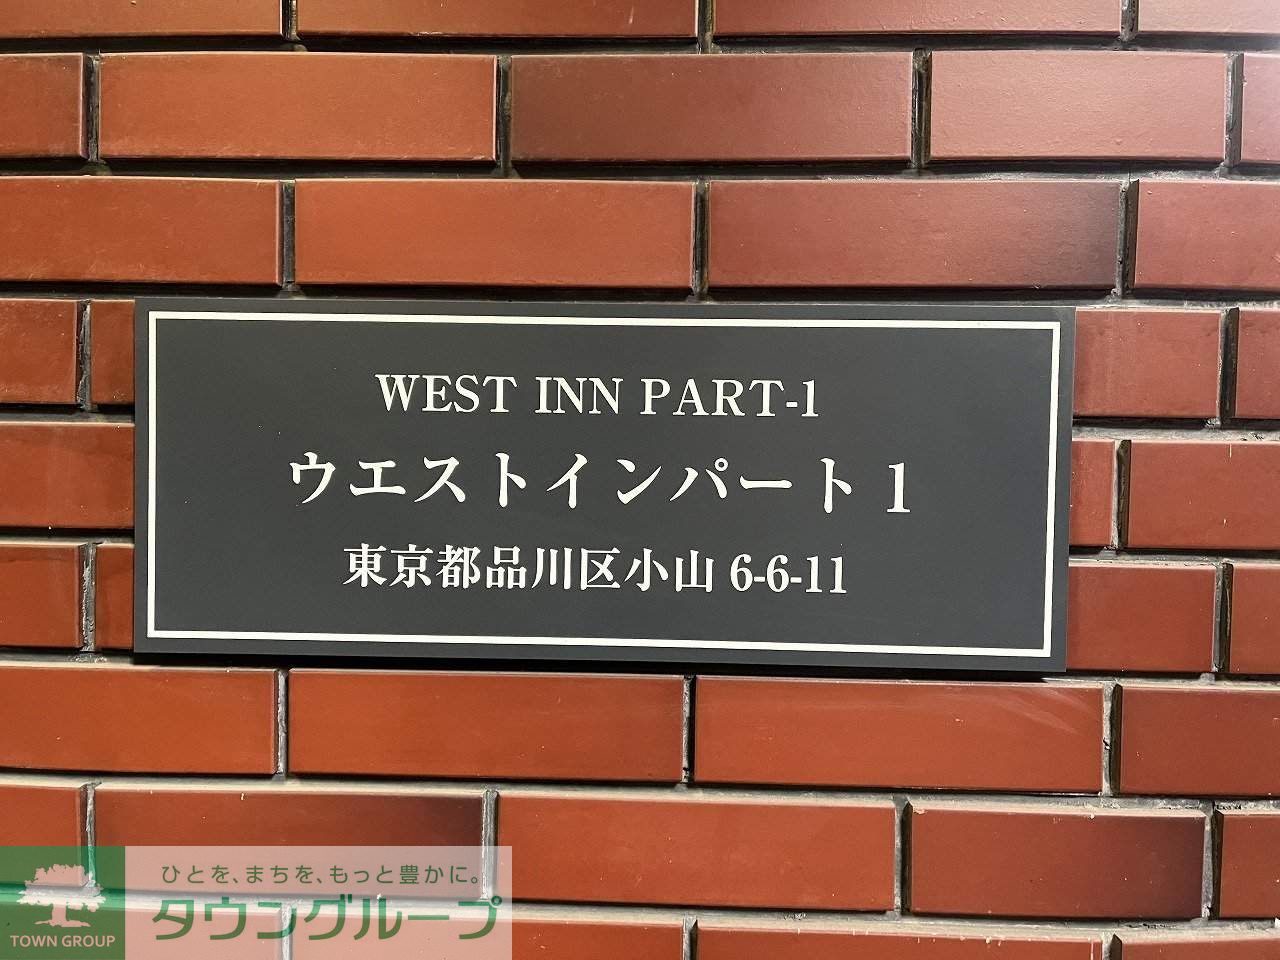 WEST INN PART-1
ウエストインパート1
東京都品川区小山 6-6-11
ひとを、まちを、もっと豊かに。
タウングループ
TOWN GROUP